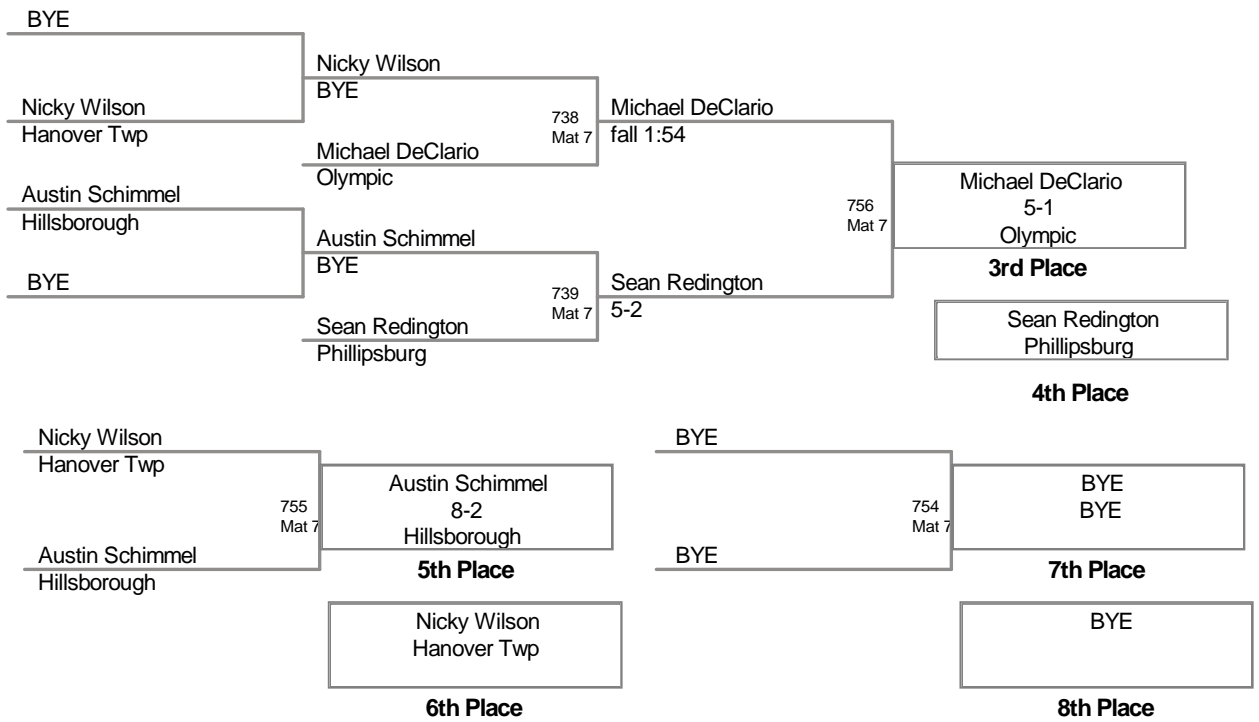 BYE
Nicky Wilson
BYE
Nicky Wilson
Hanover Twp
738
Mat 7
Michael DeClario
fall 1:54
Michael DeClario
Olympic
Austin Schimmel
Hillsborough
756
Mat 7
Michael DeClario
5-1
Olympic
3rd Place
Austin Schimmel
BYE
BYE
739
Mat 7
Sean Redington
5-2
Sean Redington
Phillipsburg
Sean Redington
Phillipsburg
4th Place
Nicky Wilson
Hanover Twp
755
Mat 7
Austin Schimmel
8-2
Hillsborough
5th Place
Austin Schimmel
Hillsborough
Nicky Wilson
Hanover Twp
6th Place
BYE
754
Mat 7
BYE
BYE
7th Place
BYE
BYE
8th Place